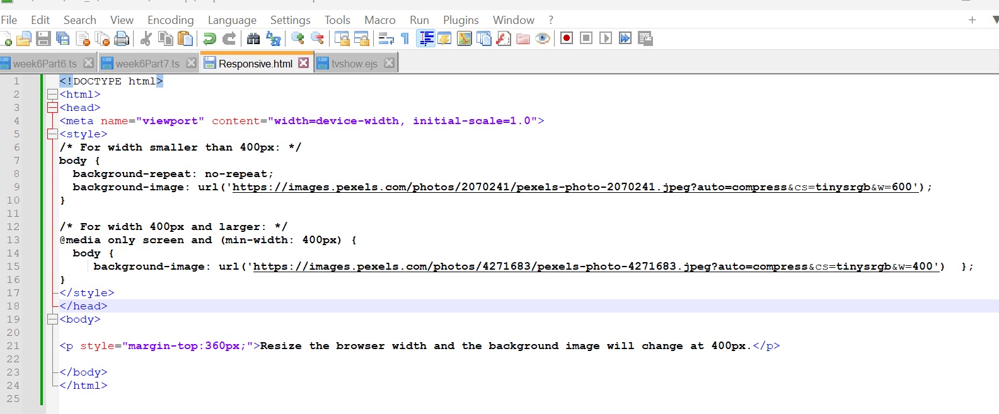 File Edit Search View Encoding Language Settings Tools Macro Run Plugins Window ?
week6Part6.ts week6Part7.ts Responsive.html tvshow.ejs
1 <!DOCTYPE html>
2 <html>
3 <head>
4 <meta name="viewport" content="width=device-width, initial-scale=1.0">
5 <style>
6 /* For width smaller than 400px: */
7 body {
8 background-repeat: no-repeat;
9 background-image: url('https://images.pexels.com/photos/2070241/pexels-photo-2070241.jpeg?auto=compress&cs=tinysrgb&w=600');
10 }
11
12 /* For width 400px and larger: */
13 @media only screen and (min-width: 400px) {
14 body {
15 background-image: url('https://images.pexels.com/photos/4271683/pexels-photo-4271683.jpeg?auto=compress&cs=tinysrgb&w=400') };
16 }
17 </style>
18 </head>
19 <body>
20
21 <p style="margin-top:360px;">Resize the browser width and the background image will change at 400px.</p>
22
23 </body>
24 </html>
25